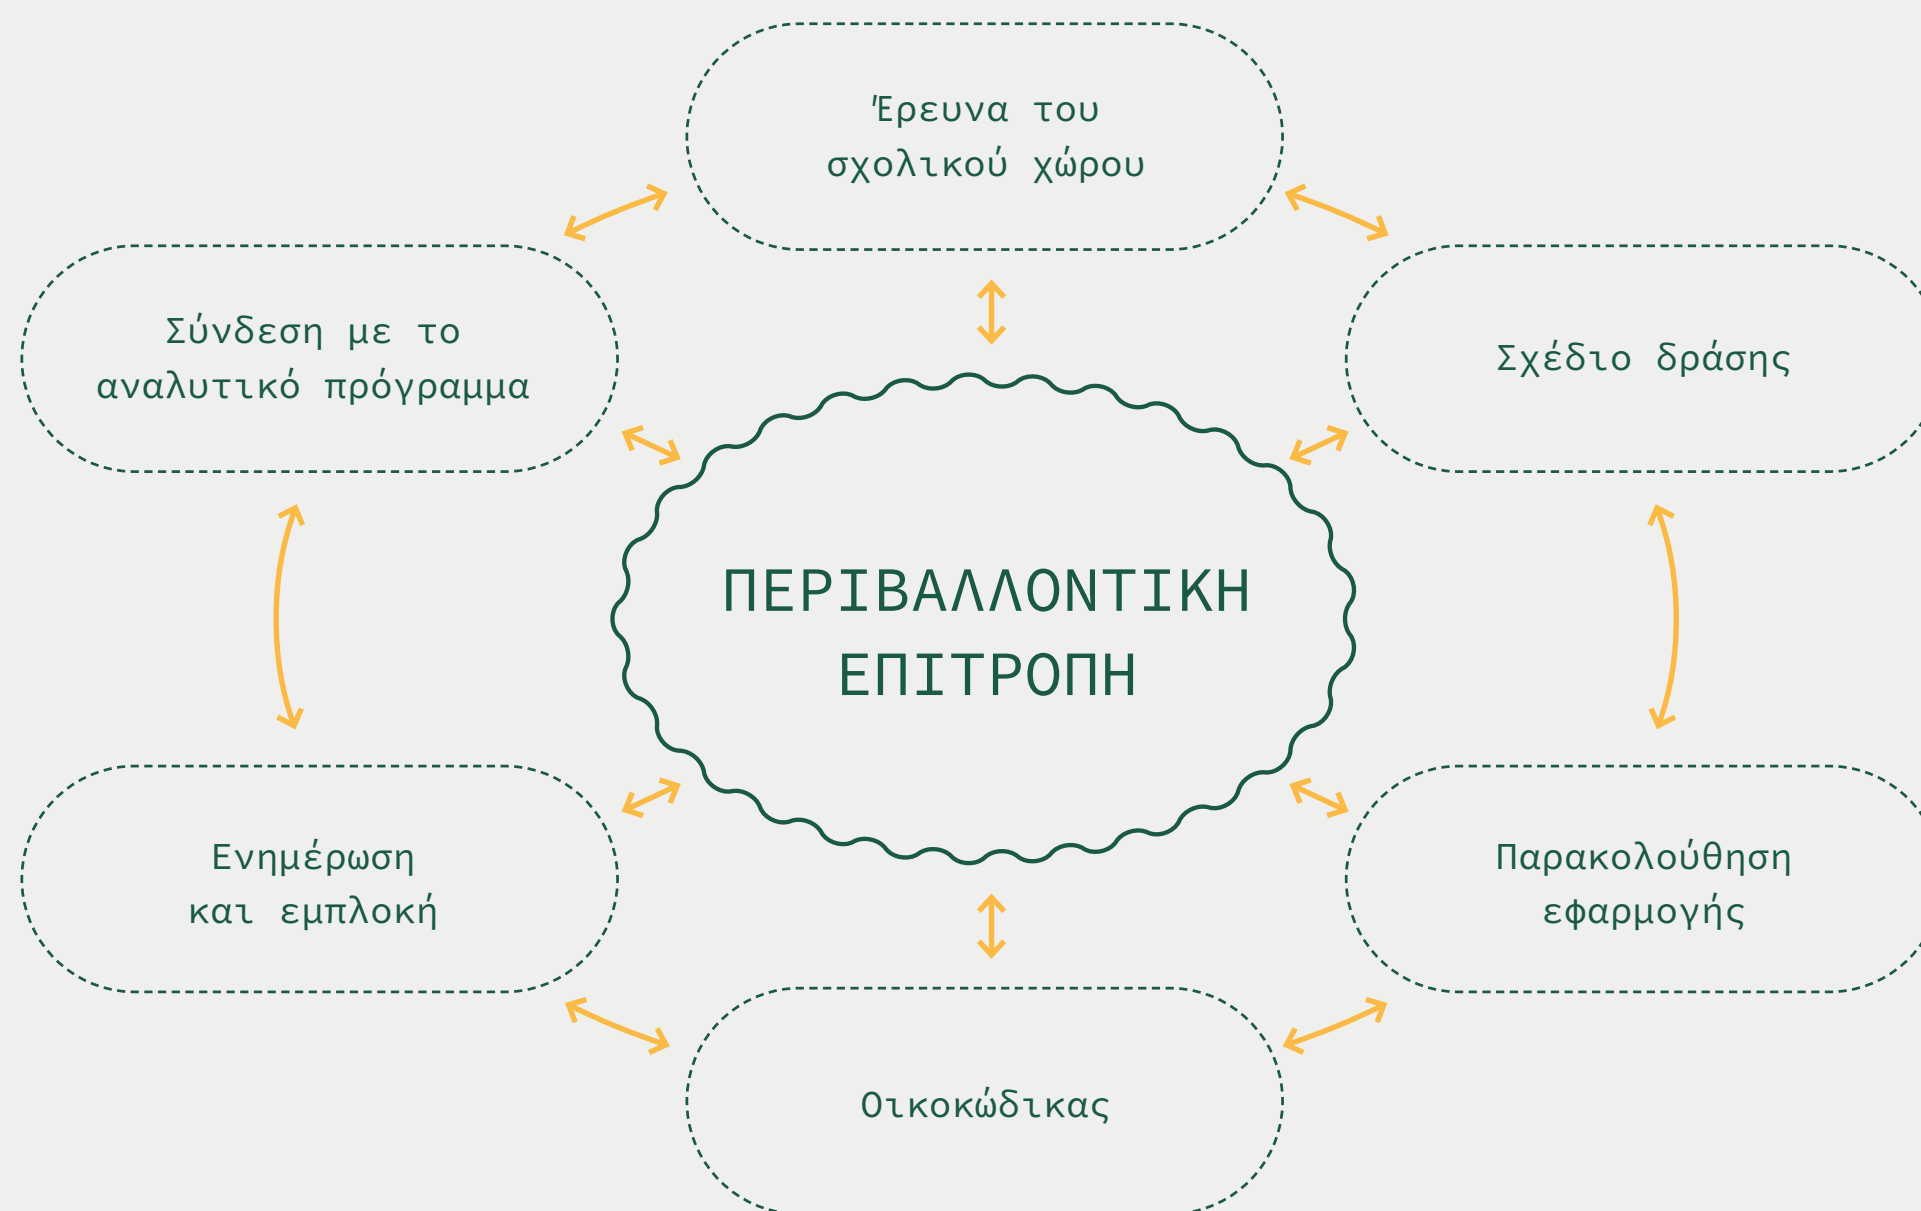 Έρευνα του
σχολικού χώρου
Σύνδεση με το
αναλυτικό πρόγραμμα
Σχέδιο δράσης
ΠΕΡΙΒΑΛΛΟΝΤΙΚΗ
ΕΠΙΤΡΟΠΗ
Ενημέρωση
και εμπλοκή
Παρακολούθηση
εφαρμογής
Οικοκώδικας